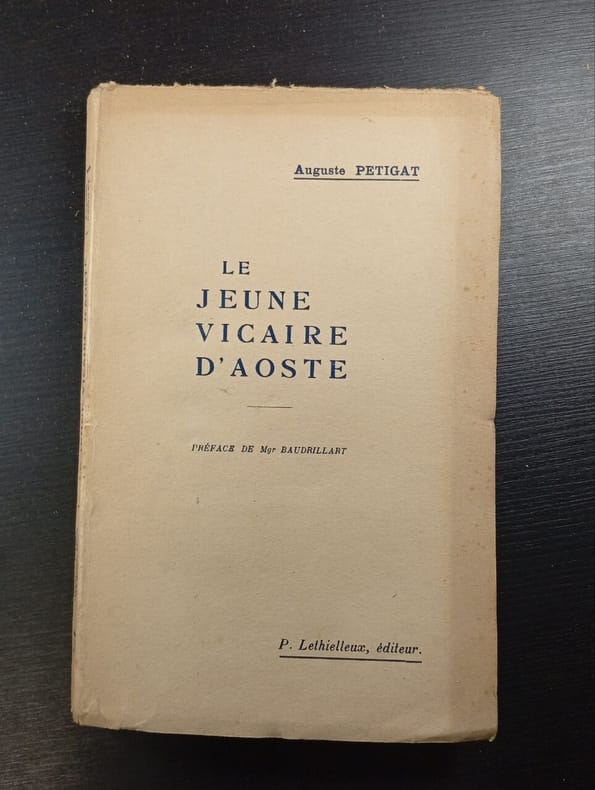 Auguste PETIGAT
LE
JEUNE
VICAIRE
D'AOSTE
PRÉFACE DE Mgr BAUDRILLART
P. Lethielleux, éditeur.